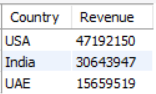 Country Revenue
USA 47192150
India 30643947
UAE 15659519